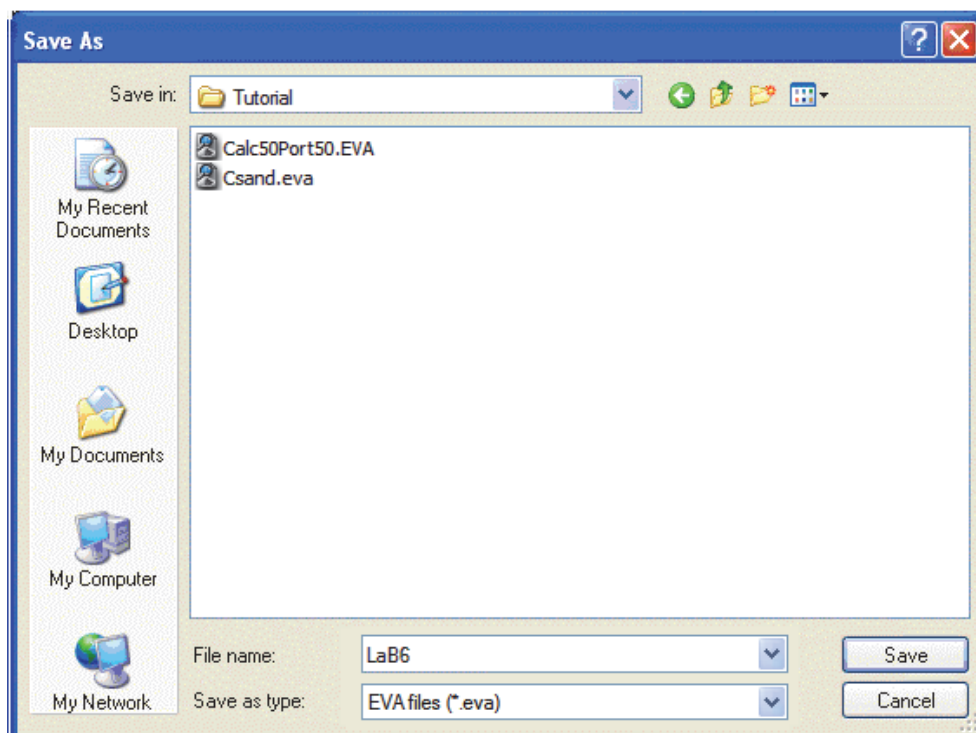 Save As
Save in:
Tutorial
Calc50Port50.EVA
Csand.eva
My Recent
Documents
Desktop
My Documents
My Computer
My Network
File name:
LaB6
Save
Save as type:
EVA files (*.eva)
Cancel